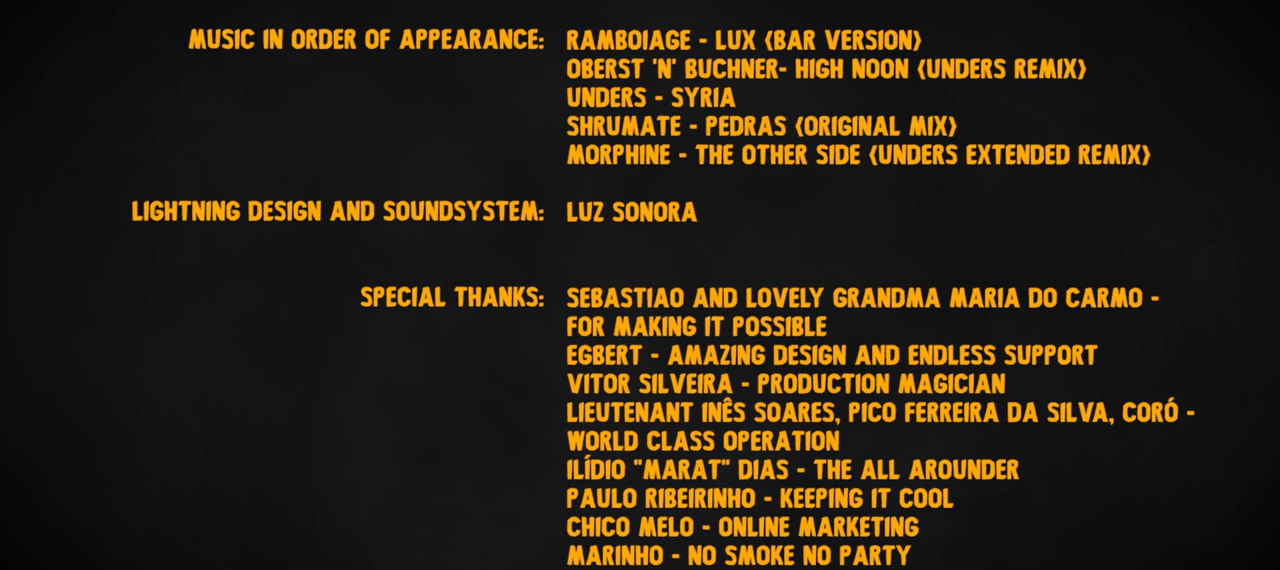 MUSIC IN ORDER OF APPEARANCE: RAMBOIAGE - LUX (BAR VERSION)
OBERST 'N' BUCHNER- HIGH NOON (UNDERS REMIX)
UNDERS - SYRIA
SHRUMATE - PEDRAS (ORIGINAL MIX)
MORPHINE - THE OTHER SIDE (UNDERS EXTENDED REMIX)
LIGHTNING DESIGN AND SOUNDSYSTEM: LUZ SONORA
SPECIAL THANKS: SEBASTIAO AND LOVELY GRANDMA MARIA DO CARMO -
FOR MAKING IT POSSIBLE
EGBERT - AMAZING DESIGN AND ENDLESS SUPPORT
VITOR SILVEIRA - PRODUCTION MAGICIAN
LIEUTENANT INÊS SOARES, PICO FERREIRA DA SILVA, CORÓ -
WORLD CLASS OPERATION
ILÍDIO "MARAT" DIAS - THE ALL AROUNDER
PAULO RIBEIRINHO - KEEPING IT COOL
CHICO MELO - ONLINE MARKETING
MARINHO - NO SMOKE NO PARTY